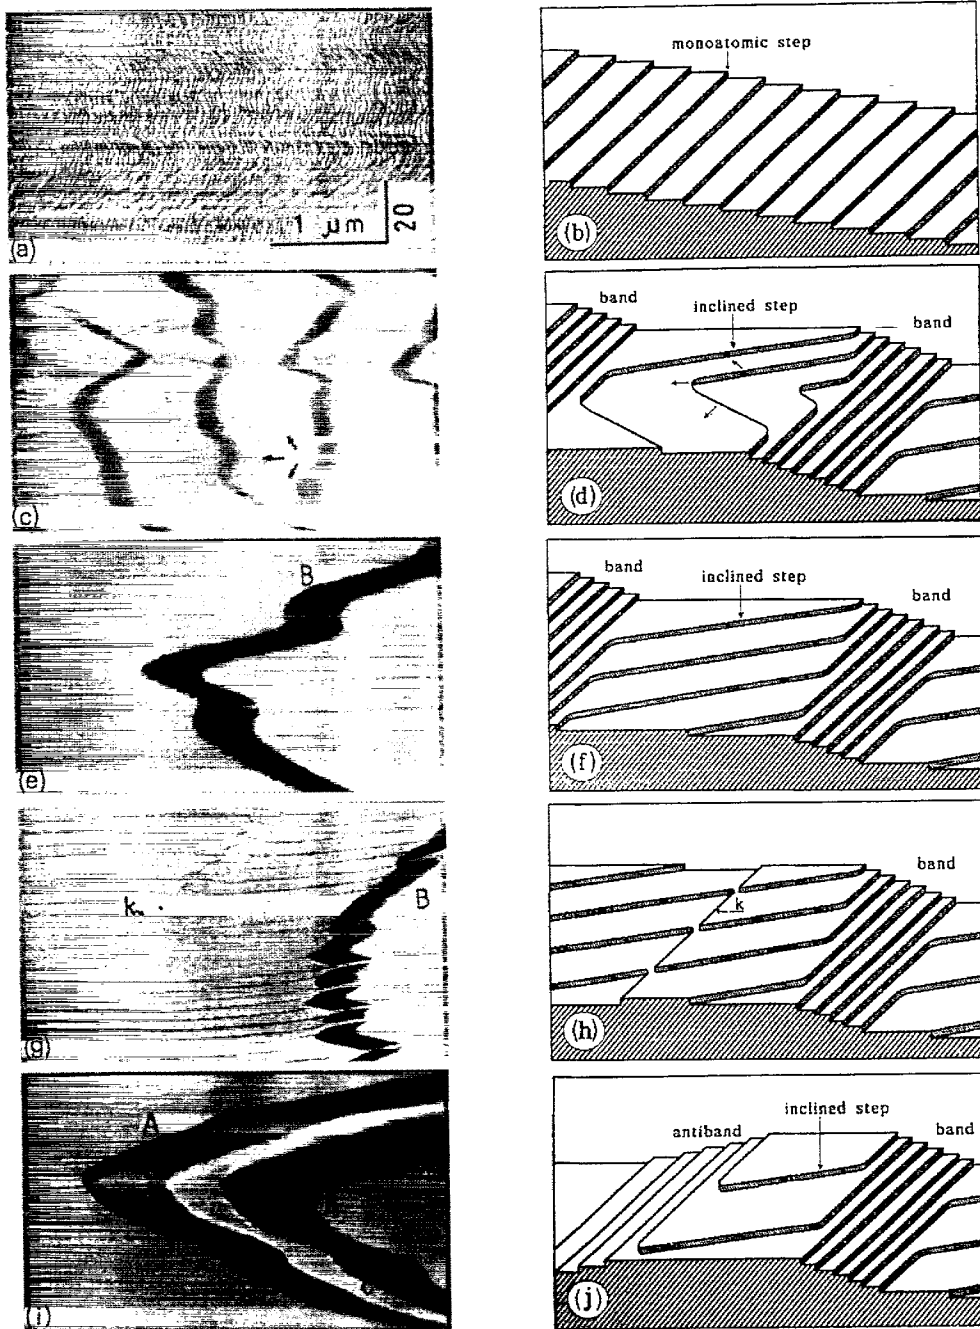 monoatomic step
1 μm
20
(a)
(b)
band
inclined step
band
(c)
(d)
B
band
inclined step
band
(e)
(f)
k
B
band
k
(g)
(h)
A
inclined step
antiband
band
(i)
(j)